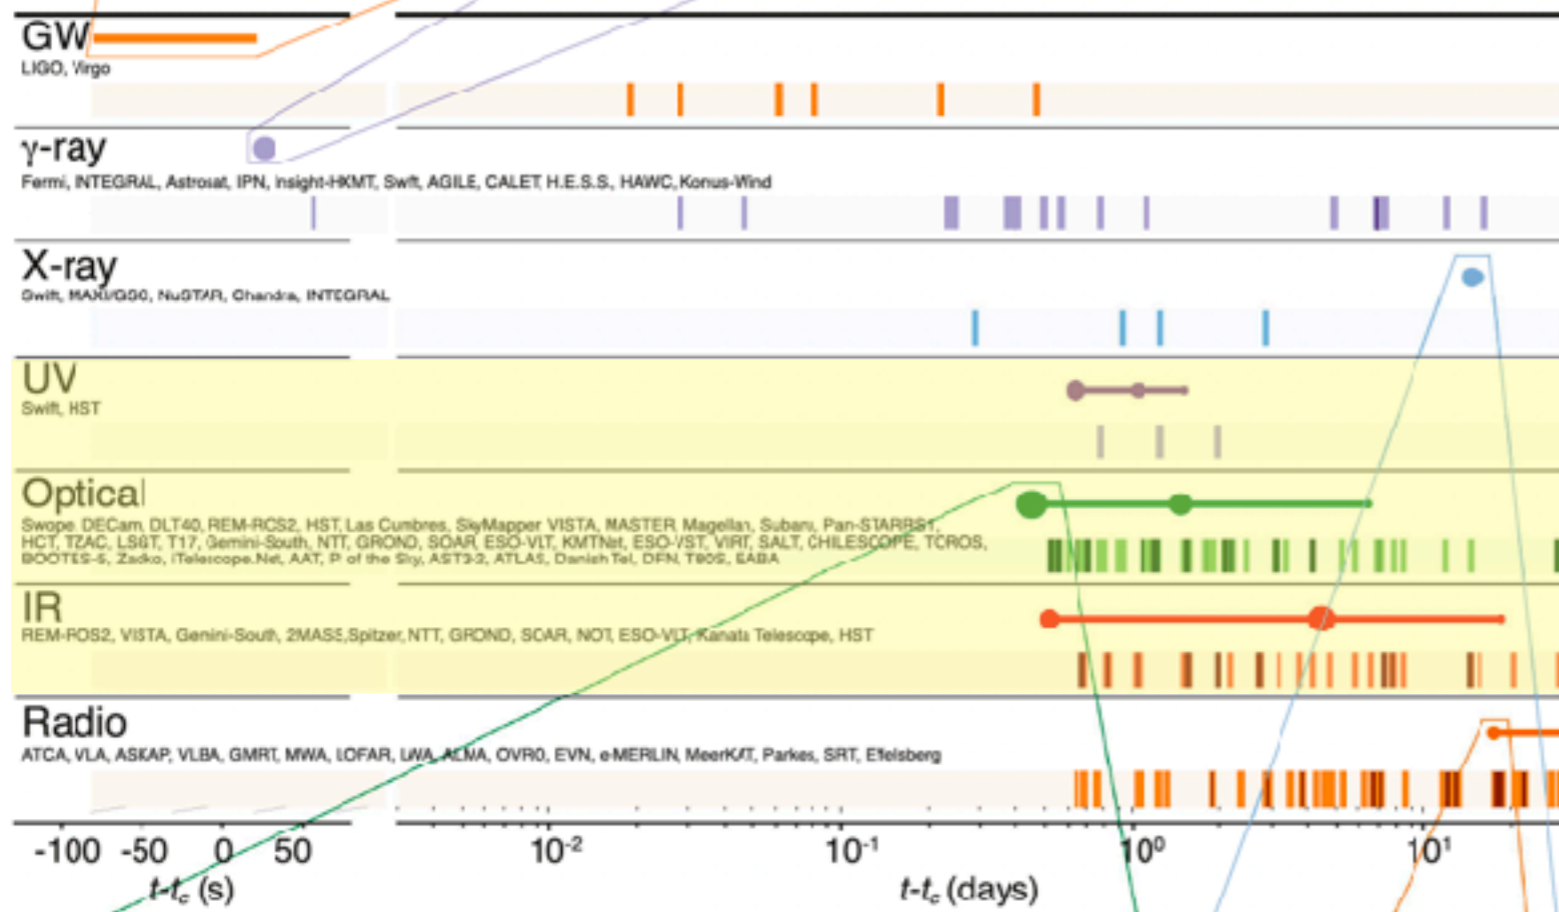 GW
LIGO, Virgo
γ-ray
Fermi, INTEGRAL, Astrosat, IPN, Insight-HXMT, Swift, AGILE, CALET, H.E.S.S., HAWC, Konus-Wind
X-ray
Swift, MAXI/GSC, NuSTAR, Chandra, INTEGRAL
UV
Swift, HST
Optical
Swope, DECam, DLT40, REM-ROS2, HST, Las Cumbres, SkyMapper, VISTA, MASTER, Magellan, Subaru, Pan-STARRS1,
HCT, TZAC, LSGT, T17, Gemini-South, NTT, GROND, SOAR, ESO-VLT, KMTNet, ESO-VST, VIRT, SALT, CHILESCOPE, TOROS,
BOOTES-5, Zadko, iTelescope.Net, AAT, Pi of the Sky, AST3-2, ATLAS, Danish Tel, DFN, T80S, EABA
IR
REM-ROS2, VISTA, Gemini-South, 2MASS, Spitzer, NTT, GROND, SOAR, NOT, ESO-VLT, Kanata Telescope, HST
Radio
ATCA, VLA, ASKAP, VLBA, GMRT, MWA, LOFAR, LWA, ALMA, OVRO, EVN, e-MERLIN, MeerKAT, Parkes, SRT, Effelsberg
-100 -50 0 50 10⁻² 10⁻¹ 10⁰ 10¹
t-tc (s) t-tc (days)